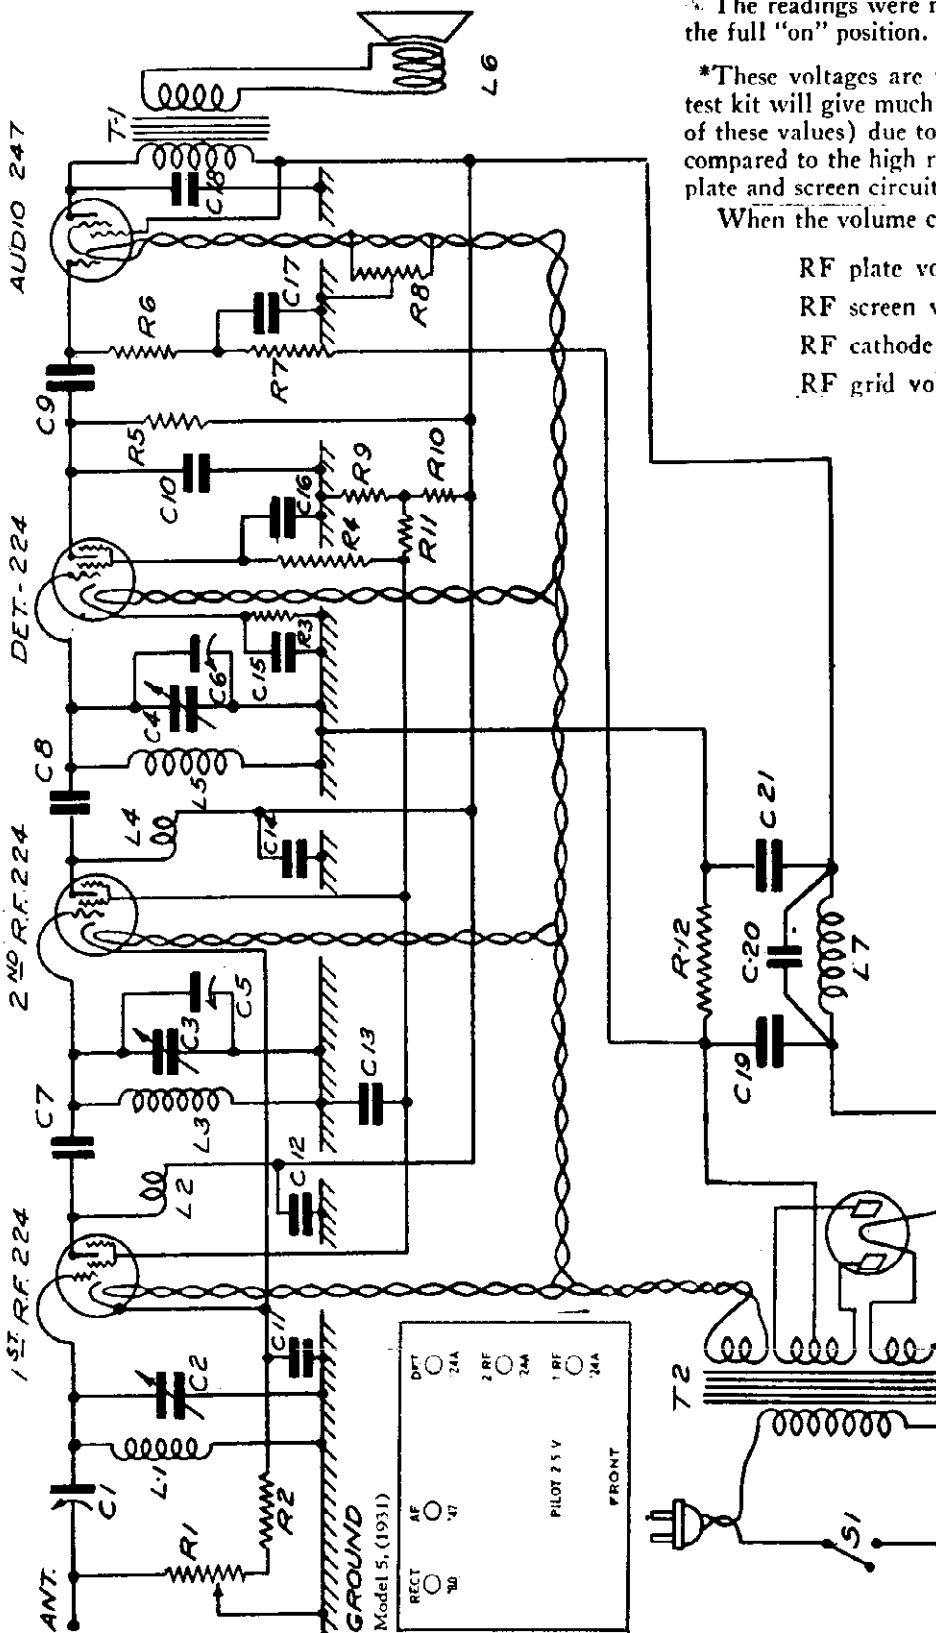 The readings were
the full "on" position.
*These voltages are
test kit will give much
of these values) due to
compared to the high
plate and screen circuit
When the volume
RF plate
RF screen
RF cathode
RF grid
ANT.
1ST. R.F. 224
2ND R.F. 224
DET.-224
AUDIO 247
C1
L1
C2
R1
R2
C11
GROUND
C7
L2
L3
C3
C5
C12
C13
C8
L4
L5
C4
C6
C14
C15
R3
C9
C10
R5
C16
R4
R9
R11
R10
R6
R7
C17
R8
C18
T-1
L6
R-12
C19
C-20
C21
L7
T2
S1
Model 5, (1931)
RECT
'80
AF
'47
DET
'24A
2 RF
'24A
1 RF
'24A
PILOT 2.5 V
FRONT